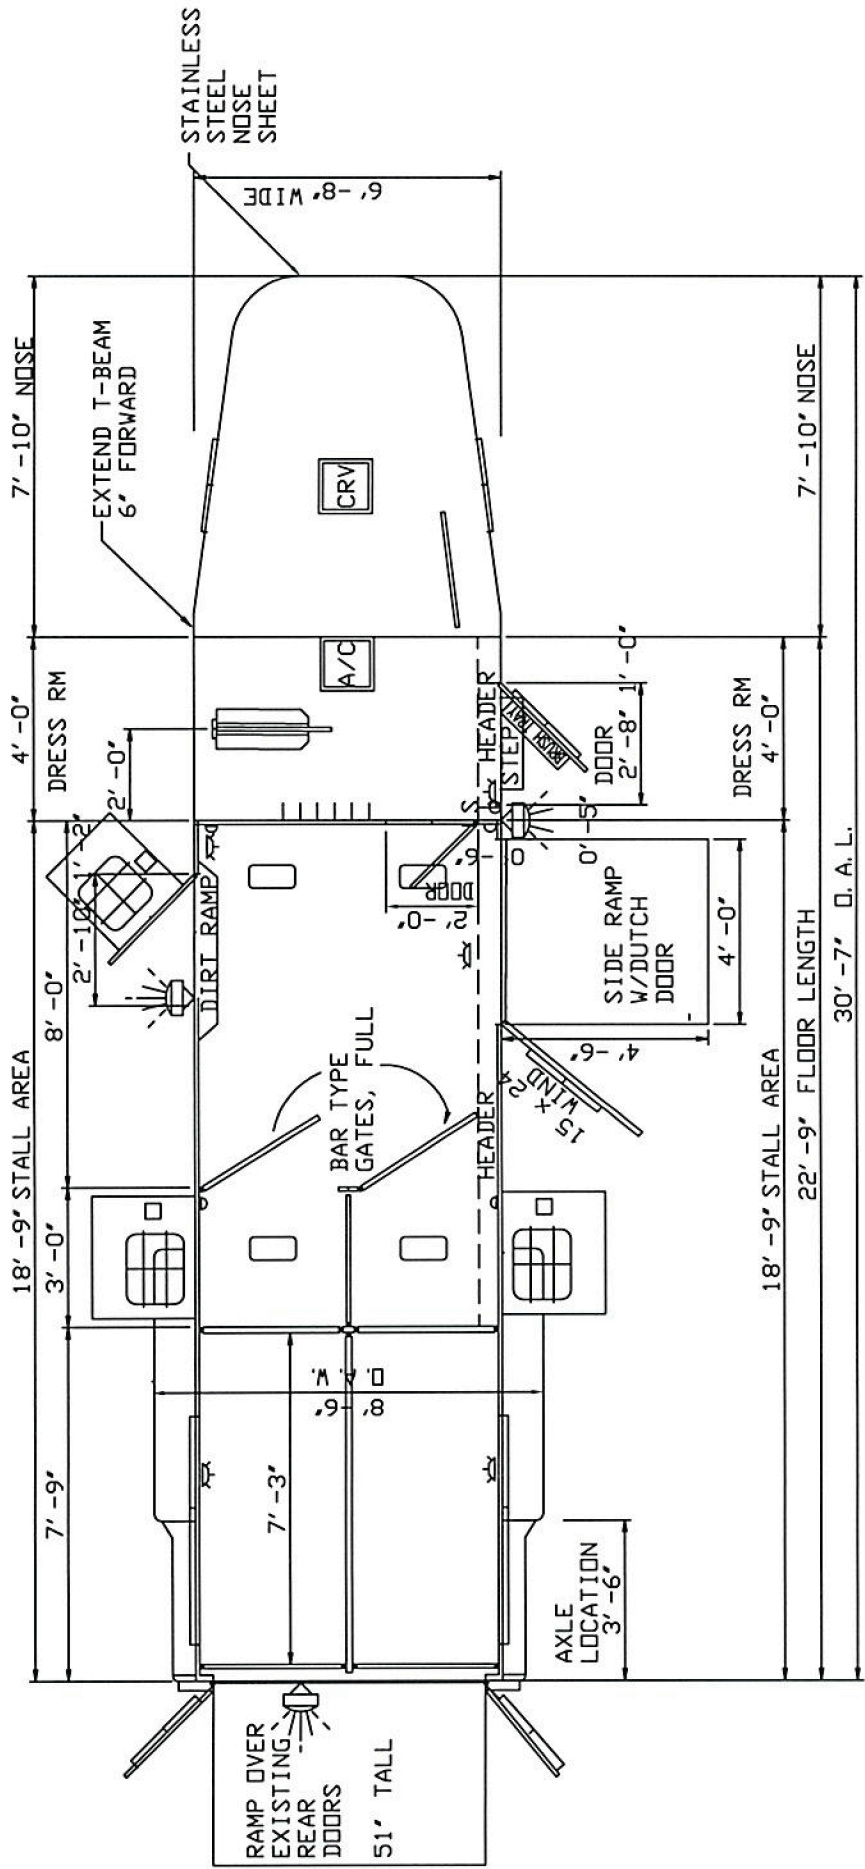 STAINLESS
STEEL
NOSE
SHEET
EXTEND T-BEAM
6" FORWARD
7'-10" NOSE
6'-8" WIDE
4'-0"
DRESS RM
2'-0"
18'-9" STALL AREA
8'-0"
1'-2"
2'-10"
3'-0"
7'-9"
CRV
A/C
DIRT RAMP
BAR TYPE
GATES, FULL
HEADER
HEADER
STEP
BRUSH TRAY
S
DOOR
2'-0"
0'-6"
0'-5"
DOOR
2'-8"
1'-0"
SIDE RAMP
W/DUTCH
DOOR
4'-0"
4'-6"
15 x 24
WIND
O.A.W.
8'-6"
7'-3"
AXLE
LOCATION
3'-6"
RAMP OVER
EXISTING
REAR
DOORS
51" TALL
DRESS RM
4'-0"
7'-10" NOSE
18'-9" STALL AREA
22'-9" FLOOR LENGTH
30'-7" O.A.L.